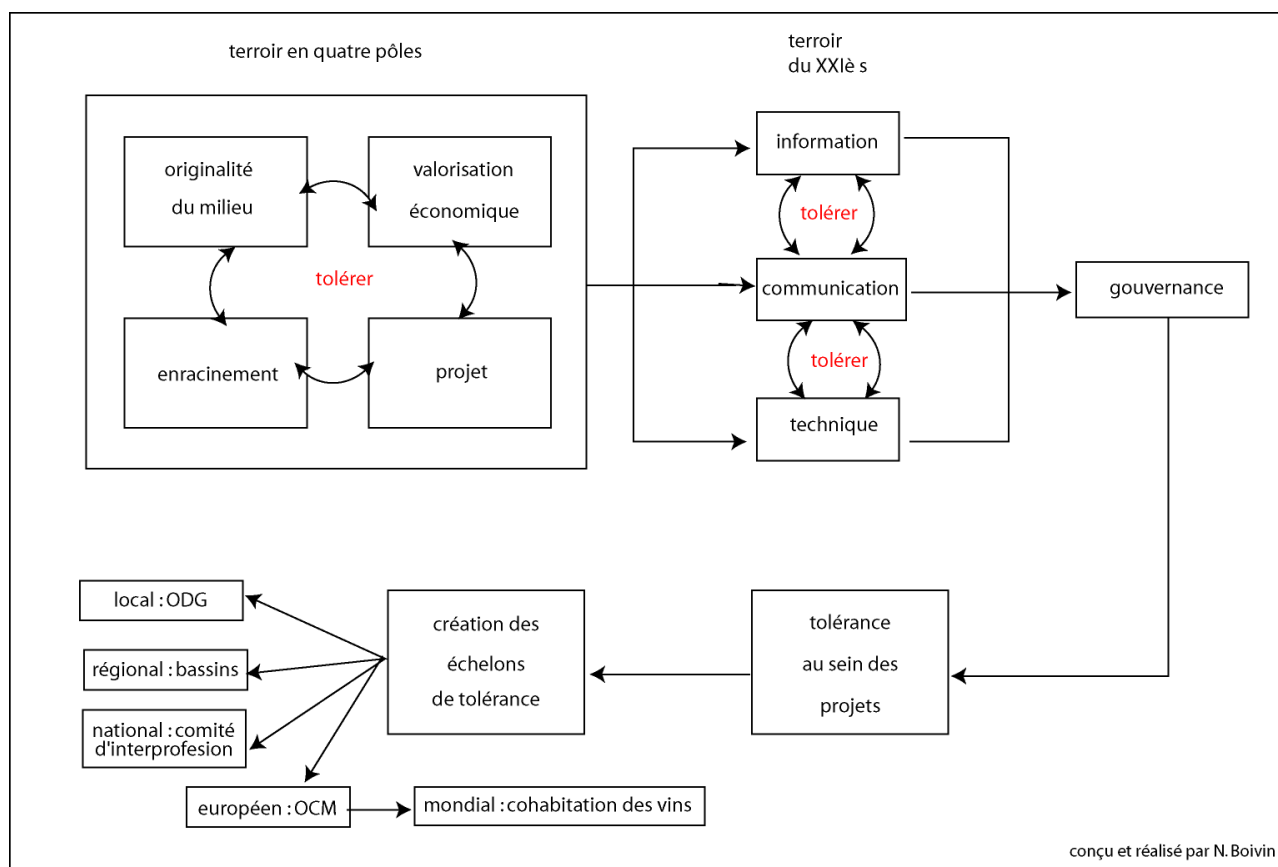 terroir en quatre pôles
terroir
du XXIè s
originalité
du milieu
valorisation
économique
tolérer
enracinement
projet
information
tolérer
communication
tolérer
technique
gouvernance
local : ODG
régional : bassins
national : comité
d'interprofesion
européen : OCM
mondial : cohabitation des vins
création des
échelons
de tolérance
tolérance
au sein des
projets
conçu et réalisé par N. Boivin